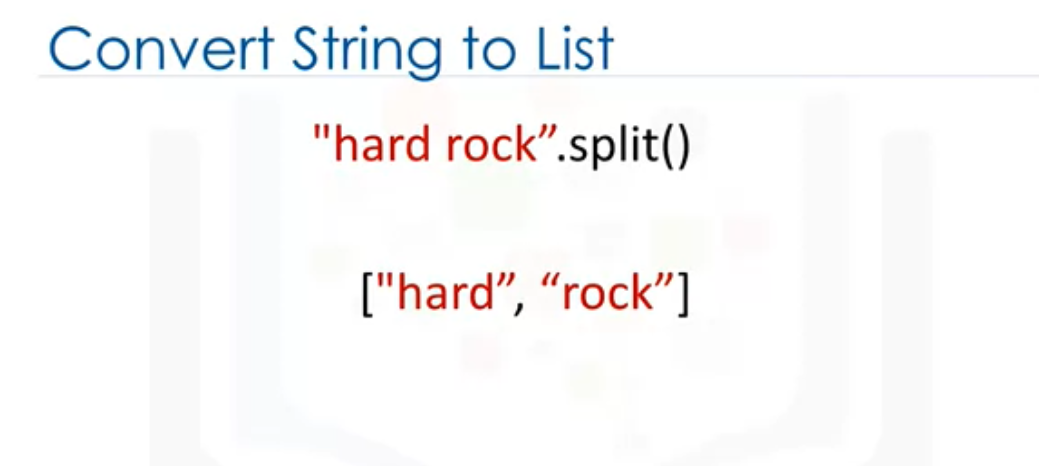 Convert String to List
"hard rock”.split()
["hard”, “rock”]